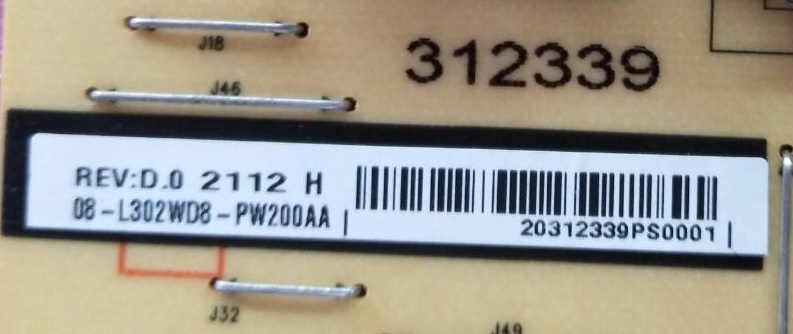 J18
312339
J46
REV:D.0 2112 H
08-L302WD8-PW200AA
20312339PS0001
J32
J49